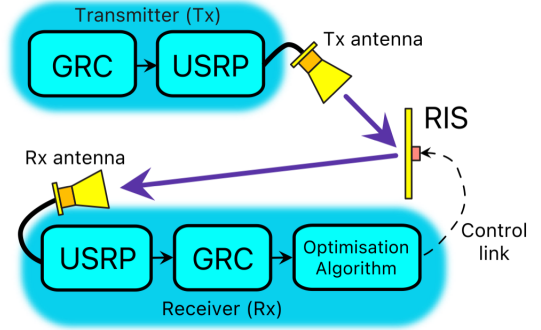 Transmitter (Tx)
GRC
USRP
Tx antenna
RIS
Rx antenna
USRP
GRC
Optimisation
Algorithm
Control
link
Receiver (Rx)